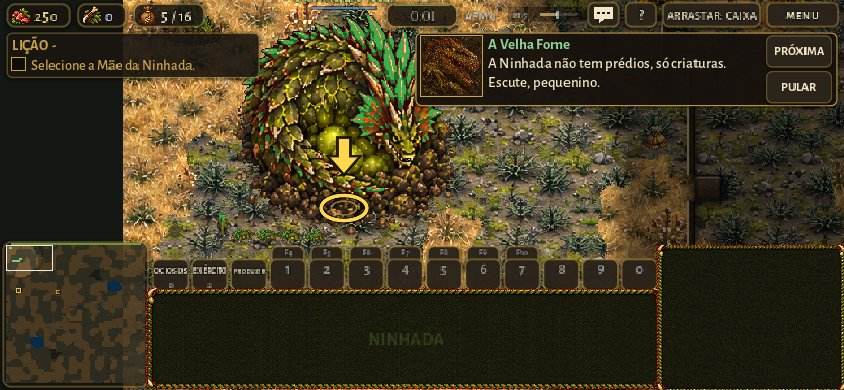 250
0
5/16
0:01
?
ARRASTAR: CAIXA
MENU
LIÇÃO -
Selecione a Mãe da Ninhada.
A Velha Fome
A Ninhada não tem prédios, só criaturas.
Escute, pequenino.
PRÓXIMA
PULAR
OCIOSOS
EXÉRCITO
PRODUTOR
1
2
3
4
5
6
7
8
9
0
NINHADA